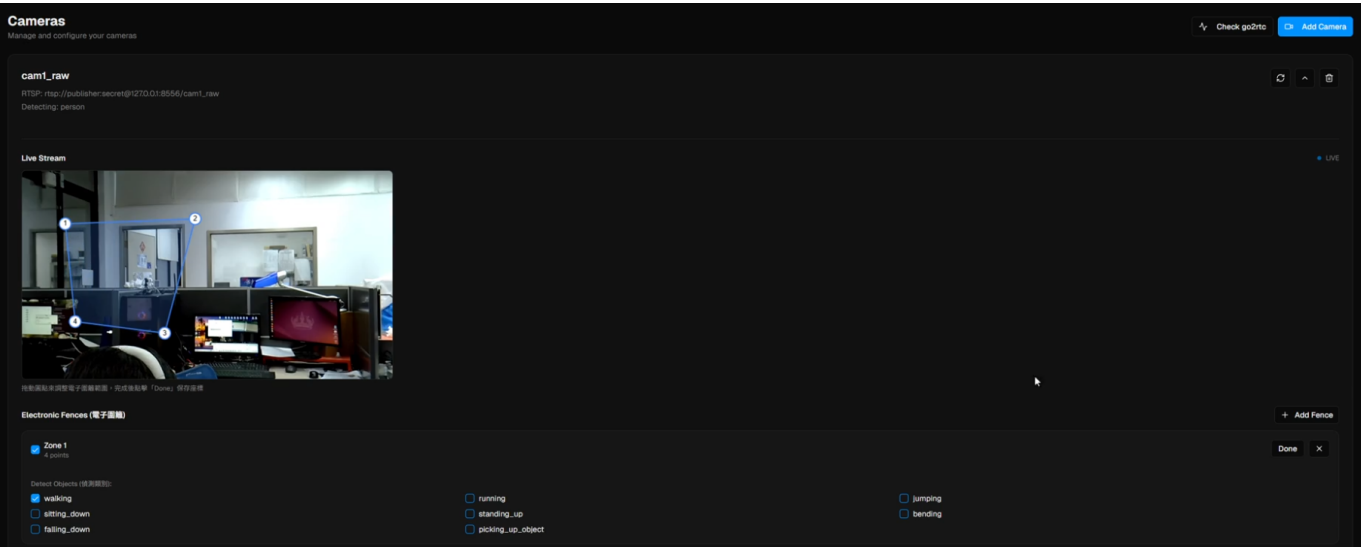 Cameras
Check go2rtc
Add Camera
Manage and configure your cameras
cam1_raw
RTSP: rtsp://publisher:secret@127.0.0.1:8556/cam1_raw
Detecting: person
Live Stream
LIVE
1
2
4
3
拖動圓點來調整電子圍籬範圍,完成後點擊「Done」保存座標
Electronic Fences (電子圍籬)
+ Add Fence
Zone 1
4 points
Done
Detect Objects (偵測類別):
walking
running
jumping
sitting_down
standing_up
bending
falling_down
picking_up_object